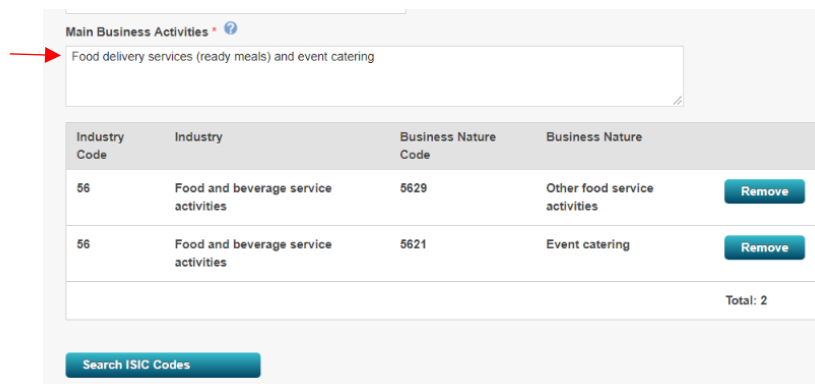 Main Business Activities * ?
Food delivery services (ready meals) and event catering
Industry Code Industry Business Nature Code Business Nature
56 Food and beverage service activities 5629 Other food service activities Remove
56 Food and beverage service activities 5621 Event catering Remove
Total: 2
Search ISIC Codes